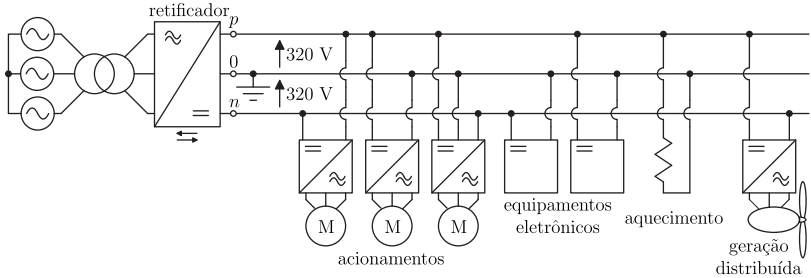 retificador
p
0
n
320 V
320 V
M
M
M
acionamentos
equipamentos
eletrônicos
aquecimento
geração
distribuída